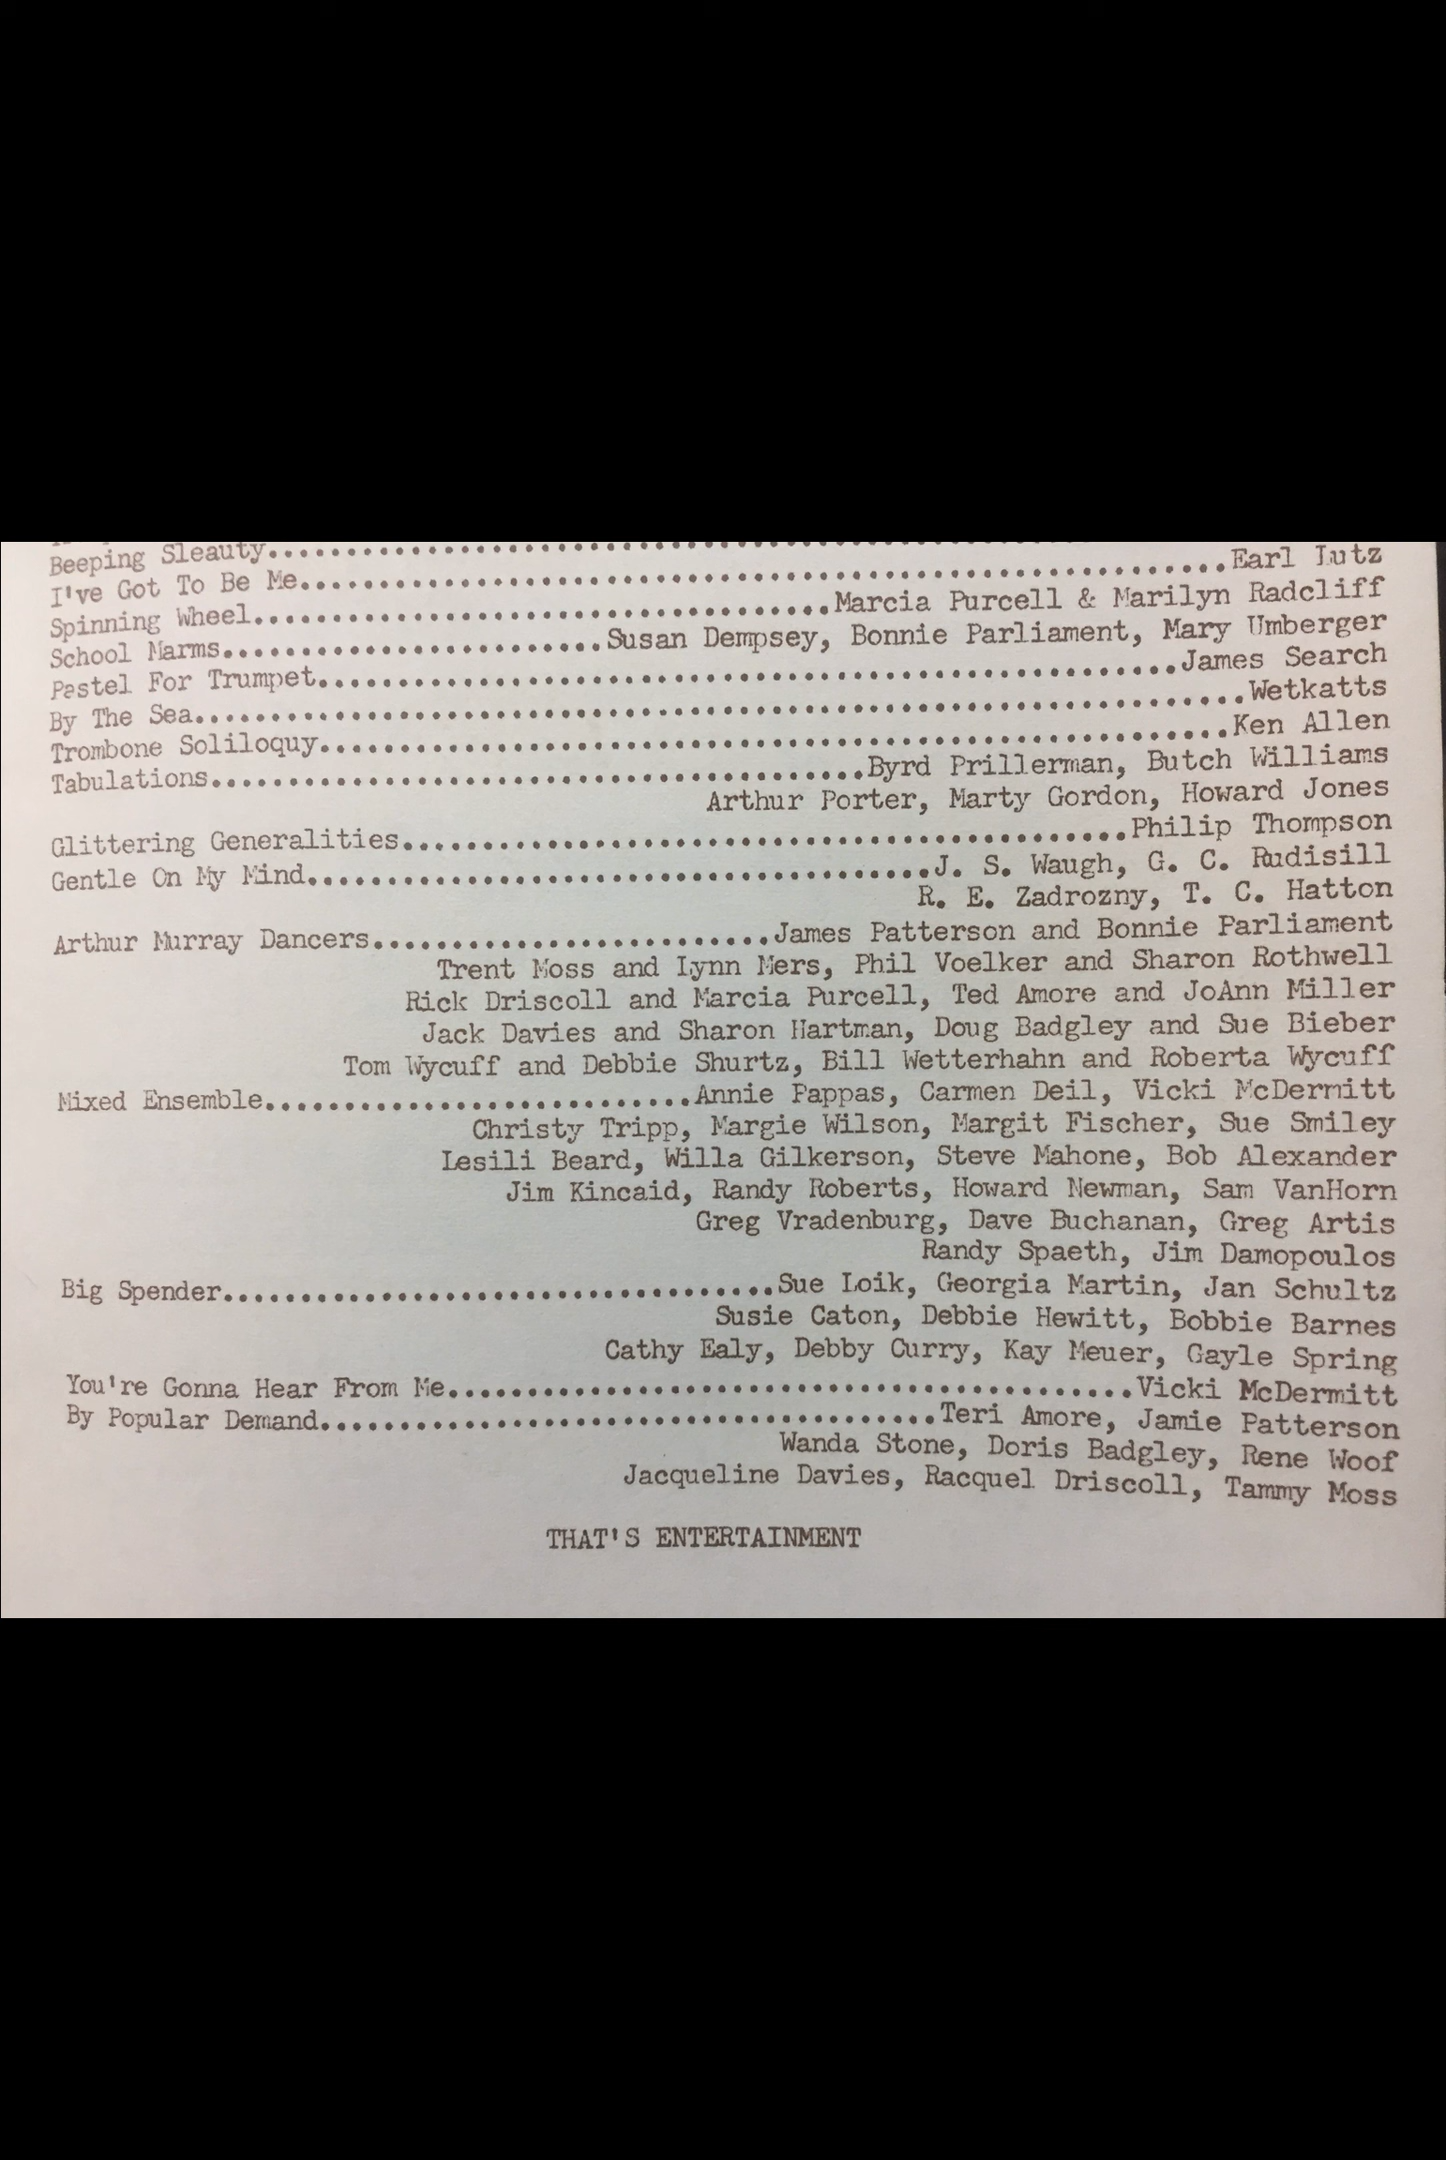 Beeping Sleauty....................................................
I've Got To Be Me..........................................................Earl Lutz
Spinning Wheel....................................Marcia Purcell & Marilyn Radcliff
School Marms........................Susan Dempsey, Bonnie Parliament, Mary Umberger
Pastel For Trumpet......................................................James Search
By The Sea..................................................................Wetkatts
Trombone Soliloquy.........................................................Ken Allen
Tabulations.........................................Byrd Prillerman, Butch Williams
Arthur Porter, Marty Gordon, Howard Jones
Glittering Generalities..............................................Philip Thompson
Gentle On My Mind.......................................J. S. Waugh, G. C. Rudisill
R. E. Zadrozny, T. C. Hatton
Arthur Murray Dancers.........................James Patterson and Bonnie Parliament
Trent Moss and Lynn Mers, Phil Voelker and Sharon Rothwell
Rick Driscoll and Marcia Purcell, Ted Amore and JoAnn Miller
Jack Davies and Sharon Hartman, Doug Badgley and Sue Bieber
Tom Wycuff and Debbie Shurtz, Bill Wetterhahn and Roberta Wycuff
Mixed Ensemble...........................Annie Pappas, Carmen Deil, Vicki McDermitt
Christy Tripp, Margie Wilson, Margit Fischer, Sue Smiley
Lesili Beard, Willa Gilkerson, Steve Mahone, Bob Alexander
Jim Kincaid, Randy Roberts, Howard Newman, Sam VanHorn
Greg Vradenburg, Dave Buchanan, Greg Artis
Randy Spaeth, Jim Damopoulos
Big Spender...................................Sue Loik, Georgia Martin, Jan Schultz
Susie Caton, Debbie Hewitt, Bobbie Barnes
Cathy Ealy, Debby Curry, Kay Meuer, Gayle Spring
You're Gonna Hear From Me...........................................Vicki McDermitt
By Popular Demand.......................................Teri Amore, Jamie Patterson
Wanda Stone, Doris Badgley, Rene Woof
Jacqueline Davies, Racquel Driscoll, Tammy Moss
THAT'S ENTERTAINMENT